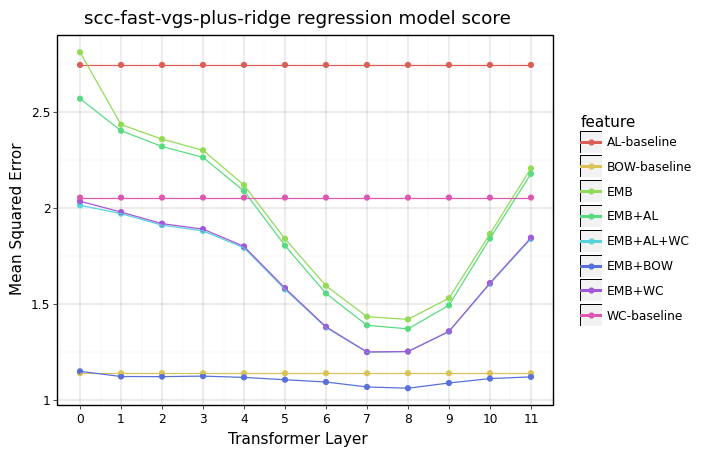 scc-fast-vgs-plus-ridge regression model score
Mean Squared Error
2.5
2
1.5
1
0 1 2 3 4 5 6 7 8 9 10 11
Transformer Layer
feature
AL-baseline
BOW-baseline
EMB
EMB+AL
EMB+AL+WC
EMB+BOW
EMB+WC
WC-baseline